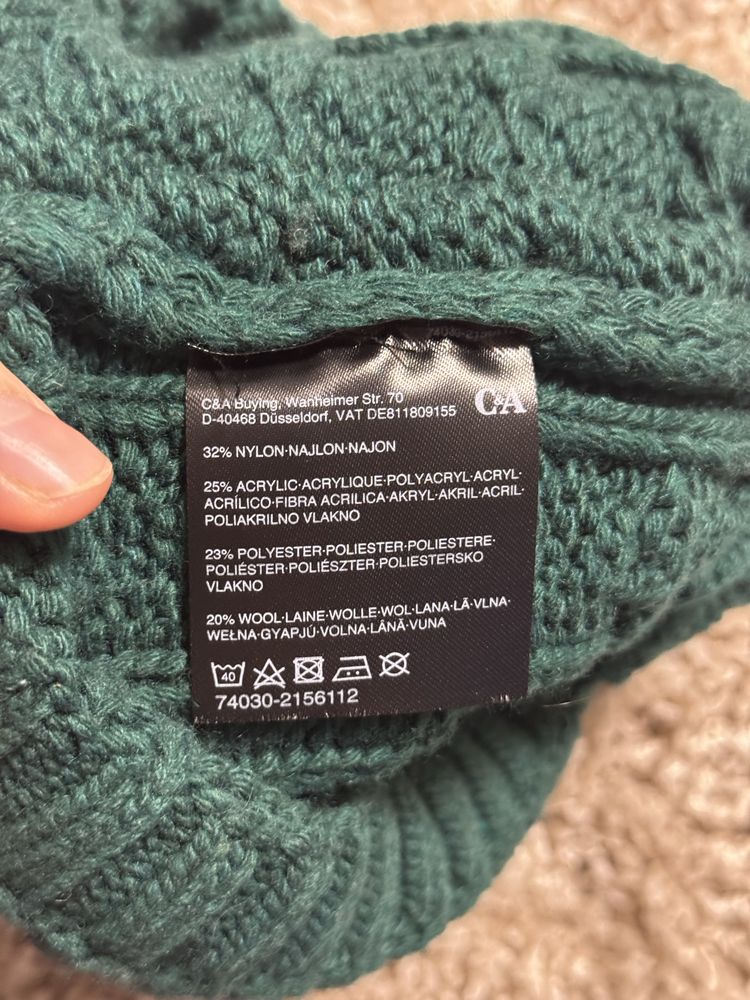 74030-2156112
C&A Buying, Wanheimer Str. 70
D-40468 Düsseldorf, VAT DE811809155
C&A
32% NYLON·NAJLON·NAJON
25% ACRYLIC·ACRYLIQUE·POLYACRYL·ACRYL·
ACRÍLICO·FIBRA ACRILICA·AKRYL·AKRIL·ACRIL·
POLIAKRILNO VLAKNO
23% POLYESTER·POLIESTER·POLIESTERE·
POLIÉSTER·POLIÉSZTER·POLIESTERSKO
VLAKNO
20% WOOL·LAINE·WOLLE·WOL·LANA·LÃ·VLNA·
WEŁNA·GYAPJÚ·VOLNA·LÂNĂ·VUNA
40
74030-2156112